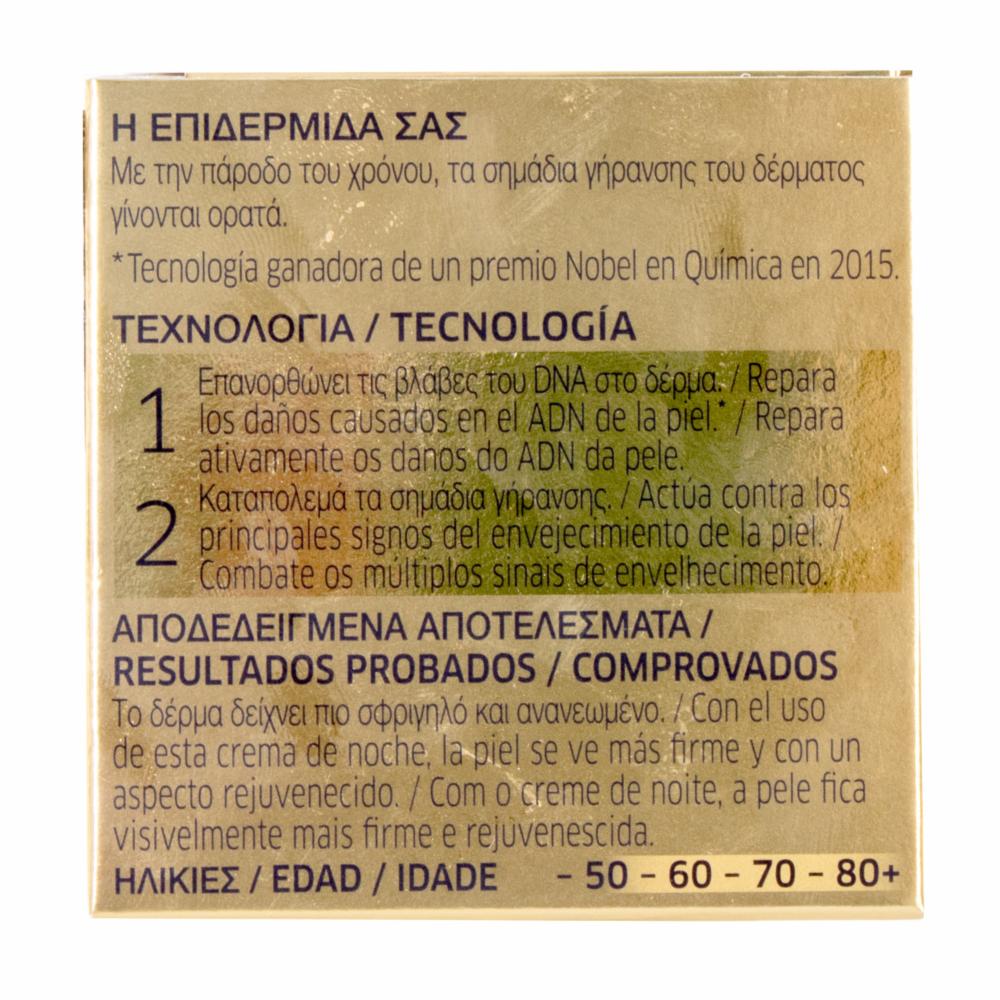 Η ΕΠΙΔΕΡΜΙΔΑ ΣΑΣ
Με την πάροδο του χρόνου, τα σημάδια γήρανσης του δέρματος
γίνονται ορατά.
*Tecnología ganadora de un premio Nobel en Química en 2015.
ΤΕΧΝΟΛΟΓΙΑ / TECNOLOGÍA
1 Επανορθώνει τις βλάβες του DNA στο δέρμα. / Repara
los daños causados en el ADN de la piel.* / Repara
ativamente os danos do ADN da pele.
2 Καταπολεμά τα σημάδια γήρανσης. / Actúa contra los
principales signos del envejecimiento de la piel. /
Combate os múltiplos sinais de envelhecimento.
ΑΠΟΔΕΔΕΙΓΜΕΝΑ ΑΠΟΤΕΛΕΣΜΑΤΑ /
RESULTADOS PROBADOS / COMPROVADOS
Το δέρμα δείχνει πιο σφριγηλό και ανανεωμένο. / Con el uso
de esta crema de noche, la piel se ve más firme y con un
aspecto rejuvenecido. / Com o creme de noite, a pele fica
visivelmente mais firme e rejuvenescida.
ΗΛΙΚΙΕΣ / EDAD / IDADE – 50 – 60 – 70 – 80+